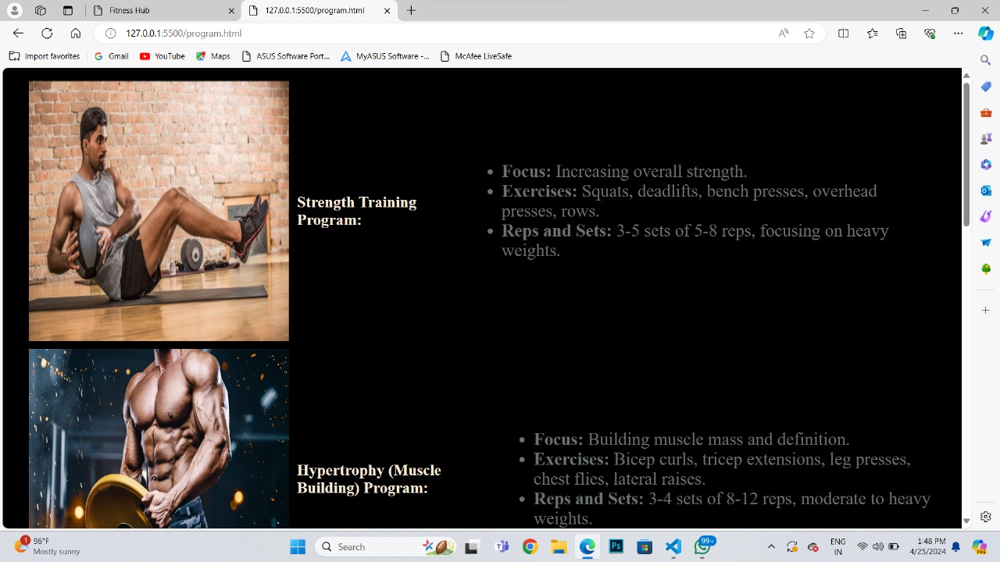 Fitness Hub
127.0.0.1:5500/program.html
127.0.0.1:5500/program.html
Import favorites
Gmail
YouTube
Maps
ASUS Software Port...
MyASUS Software -...
McAfee LiveSafe
Strength Training
Program:
• Focus: Increasing overall strength.
• Exercises: Squats, deadlifts, bench presses, overhead
presses, rows.
• Reps and Sets: 3-5 sets of 5-8 reps, focusing on heavy
weights.
Hypertrophy (Muscle
Building) Program:
• Focus: Building muscle mass and definition.
• Exercises: Bicep curls, tricep extensions, leg presses,
chest flies, lateral raises.
• Reps and Sets: 3-4 sets of 8-12 reps, moderate to heavy
weights.
1
96°F
Mostly sunny
Search
Ps
99+
ENG
IN
1:48 PM
4/25/2024
PRE